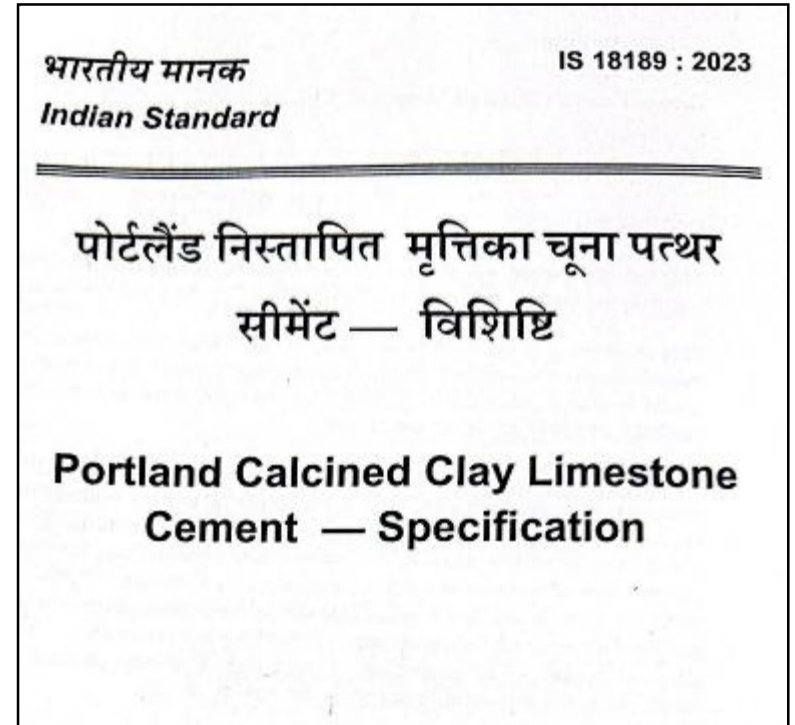 भारतीय मानक
Indian Standard
IS 18189 : 2023
पोर्टलैंड निस्तापित मृत्तिका चूना पत्थर
सीमेंट — विशिष्टि
Portland Calcined Clay Limestone
Cement — Specification